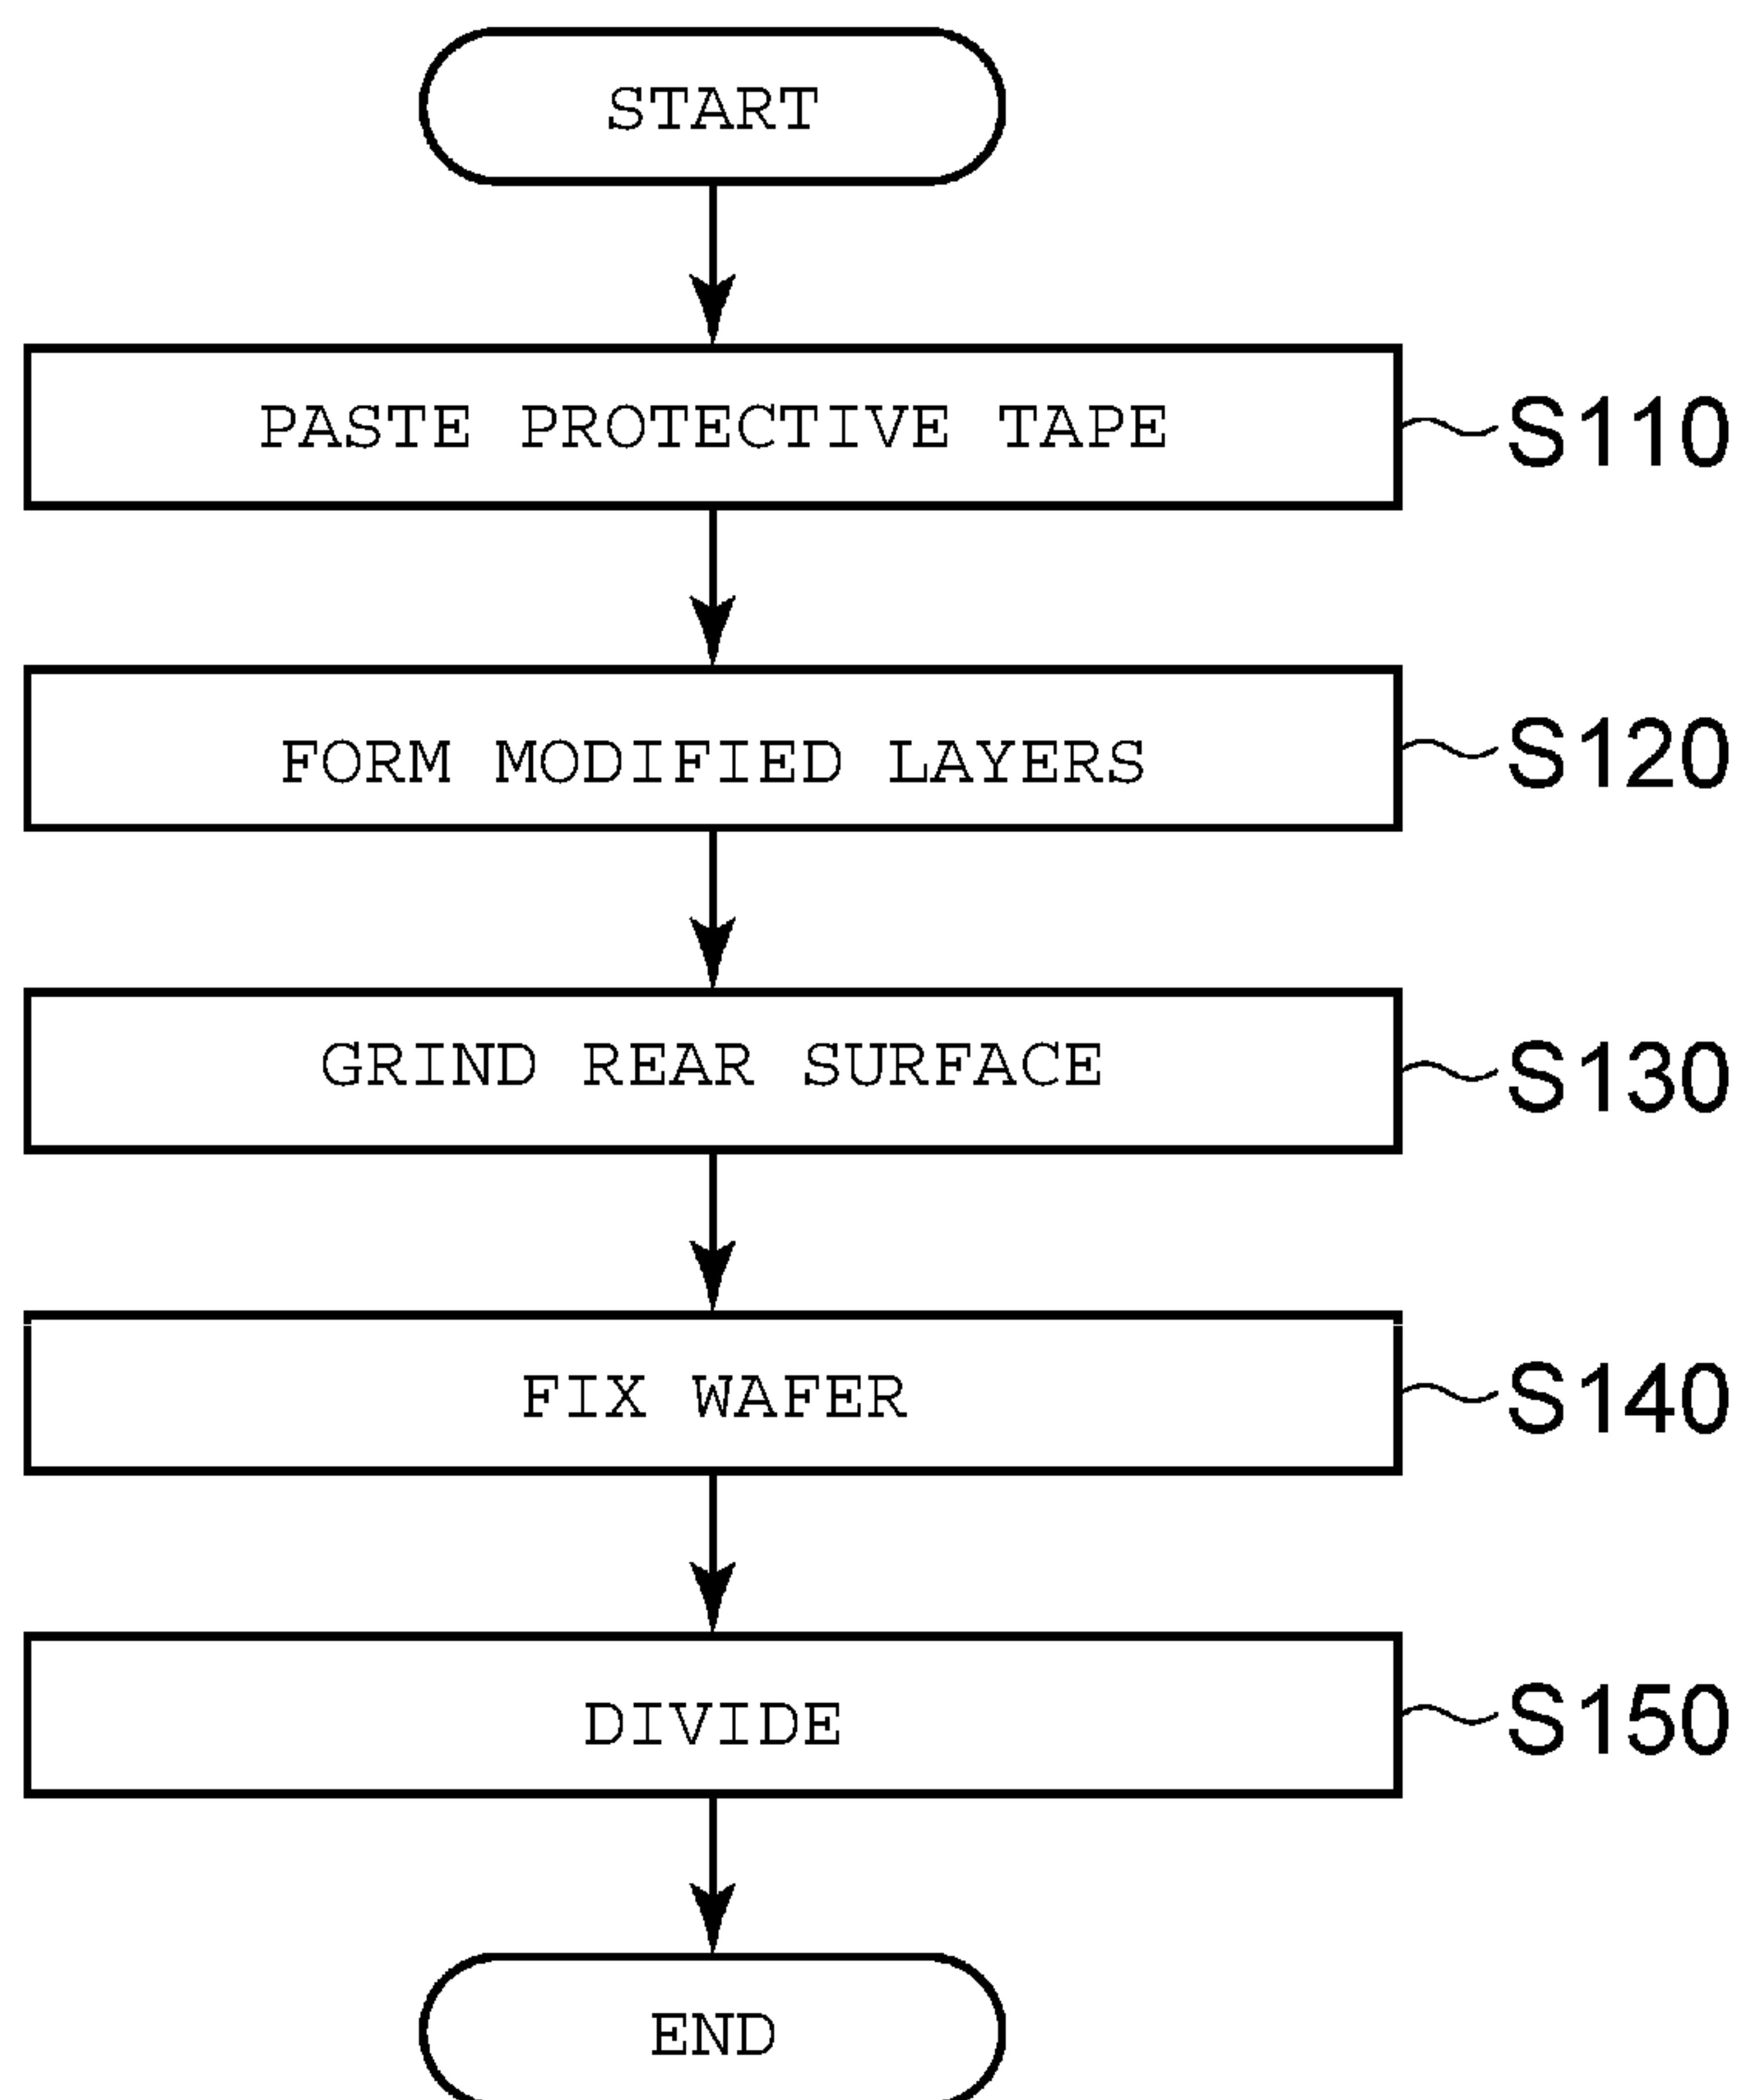 START
PASTE PROTECTIVE TAPE
S110
FORM MODIFIED LAYERS
S120
GRIND REAR SURFACE
S130
FIX WAFER
S140
DIVIDE
S150
END